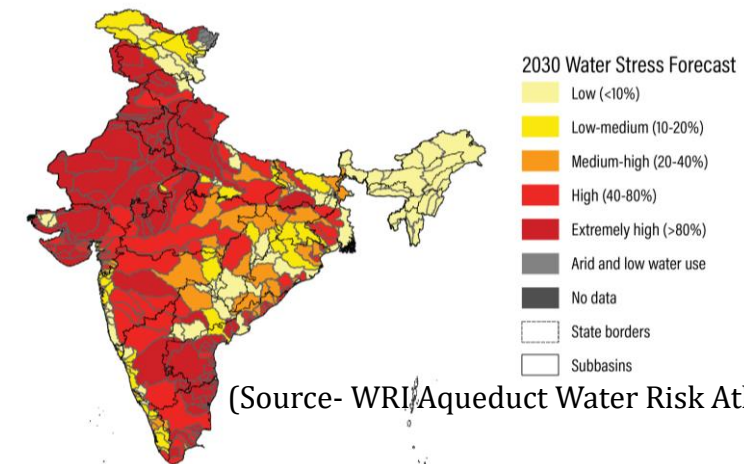 2030 Water Stress Forecast
Low (<10%)
Low-medium (10-20%)
Medium-high (20-40%)
High (40-80%)
Extremely high (>80%)
Arid and low water use
No data
State borders
Subbasins
(Source- WRI Aqueduct Water Risk Atl